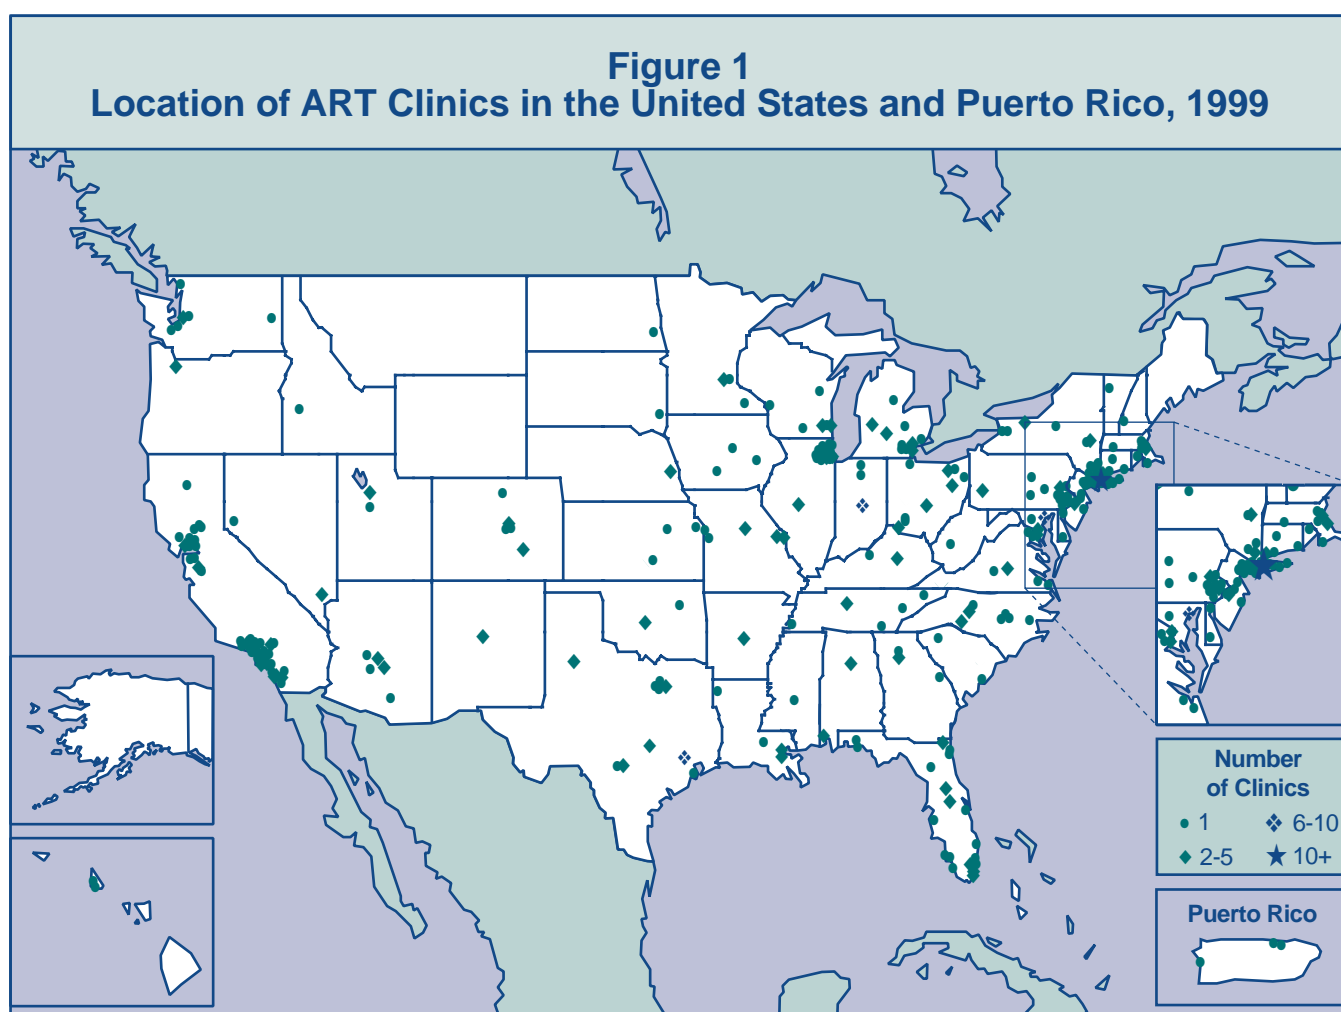 Figure 1
Location of ART Clinics in the United States and Puerto Rico, 1999
Number
of Clinics
1
6-10
2-5
10+
Puerto Rico